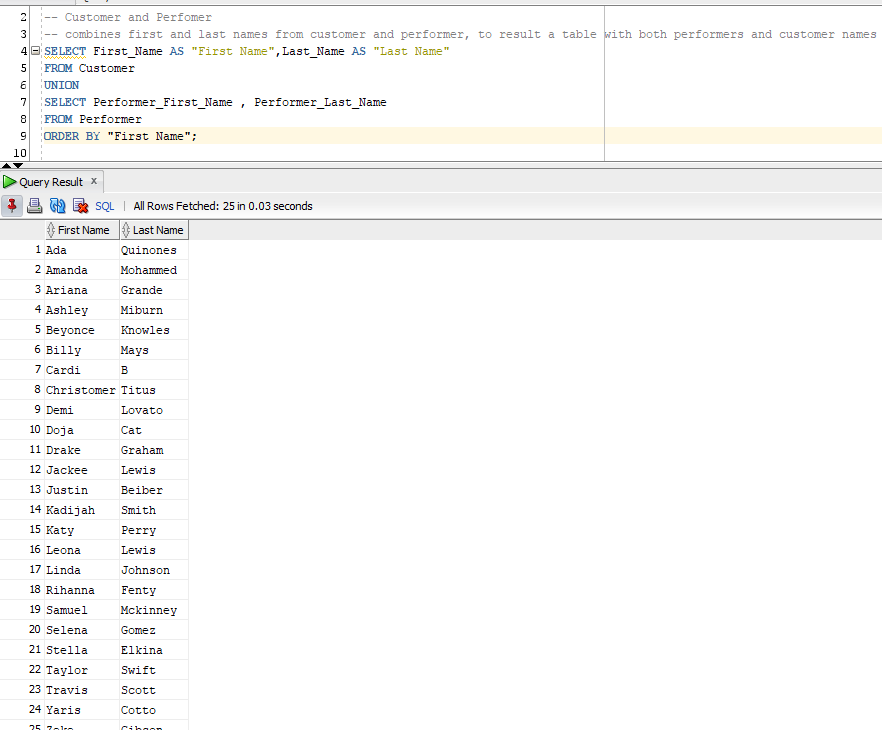 2 -- Customer and Perfomer
3 -- combines first and last names from customer and performer, to result a table with both performers and customer names
4 SELECT First_Name AS "First Name",Last_Name AS "Last Name"
5 FROM Customer
6 UNION
7 SELECT Performer_First_Name , Performer_Last_Name
8 FROM Performer
9 ORDER BY "First Name";
10
Query Result x
SQL | All Rows Fetched: 25 in 0.03 seconds
First Name Last Name
1 Ada Quinones
2 Amanda Mohammed
3 Ariana Grande
4 Ashley Miburn
5 Beyonce Knowles
6 Billy Mays
7 Cardi B
8 Christomer Titus
9 Demi Lovato
10 Doja Cat
11 Drake Graham
12 Jackee Lewis
13 Justin Beiber
14 Kadijah Smith
15 Katy Perry
16 Leona Lewis
17 Linda Johnson
18 Rihanna Fenty
19 Samuel Mckinney
20 Selena Gomez
21 Stella Elkina
22 Taylor Swift
23 Travis Scott
24 Yaris Cotto
25